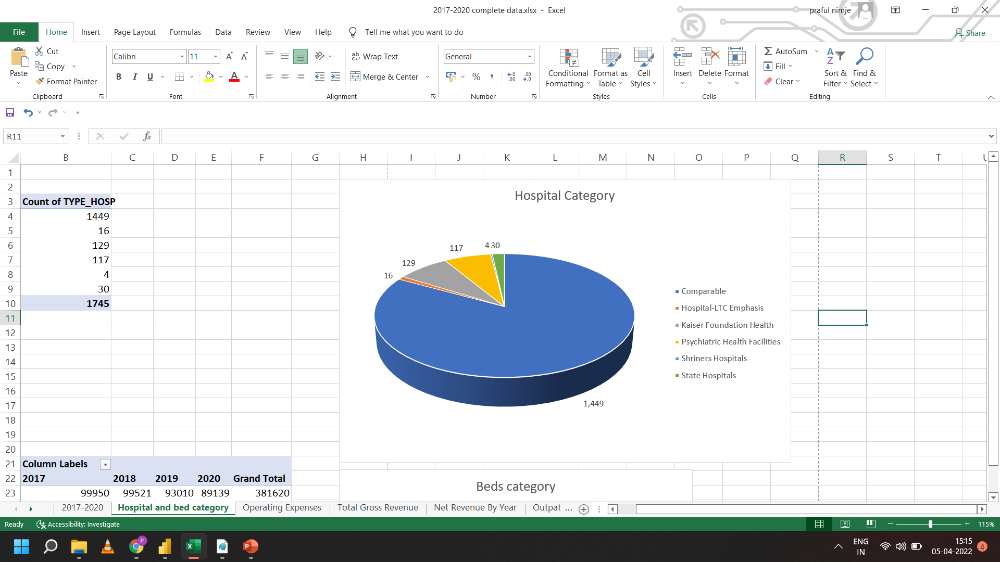 2017-2020 complete data.xlsx - Excel
praful nimje
File Home Insert Page Layout Formulas Data Review View Help Tell me what you want to do
Share
Paste
Cut
Copy
Format Painter
Clipboard
Calibri 11
B I U
Font
Wrap Text
Merge & Center
Alignment
General
Number
Conditional Formatting
Format as Table
Cell Styles
Styles
Insert Delete Format
Cells
AutoSum
Fill
Clear
Sort & Filter
Find & Select
Editing
R11
fx
B C D E F G H I J K L M N O P Q R S T U
1
2
3 Count of TYPE_HOSP
4 1449
5 16
6 129
7 117
8 4
9 30
10 1745
11
12
13
14
15
16
17
18
19
20
21 Column Labels
22 2017 2018 2019 2020 Grand Total
23 99950 99521 93010 89139 381620
Hospital Category
16
129
117
4 30
1,449
Comparable
Hospital-LTC Emphasis
Kaiser Foundation Health
Psychiatric Health Facilities
Shriners Hospitals
State Hospitals
Beds category
2017-2020 Hospital and bed category Operating Expenses Total Gross Revenue Net Revenue By Year Outpat ...
Ready Accessibility: Investigate
115%
ENG
IN
15:15
05-04-2022
4